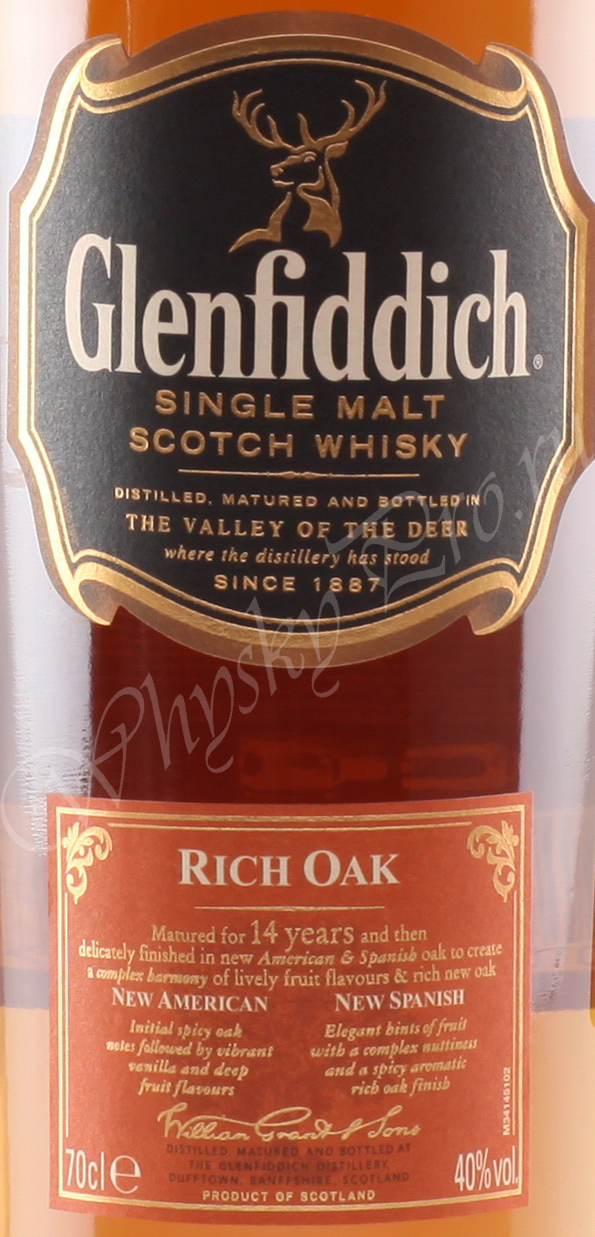 Glenfiddich®
SINGLE MALT
SCOTCH WHISKY
DISTILLED, MATURED AND BOTTLED IN
THE VALLEY OF THE DEER
where the distillery has stood
SINCE 1887
Whysky Pro.ru
RICH OAK
Matured for 14 years and then
delicately finished in new American & Spanish oak to create
a complex harmony of lively fruit flavours & rich new oak
NEW AMERICAN
Initial spicy oak
notes followed by vibrant
vanilla and deep
fruit flavours
NEW SPANISH
Elegant hints of fruit
with a complex nuttiness
and a spicy aromatic
rich oak finish
M34145102
William Grant & Sons
DISTILLED, MATURED AND BOTTLED AT
THE GLENFIDDICH DISTILLERY,
DUFFTOWN, BANFFSHIRE, SCOTLAND
70cl e 40%vol.
PRODUCT OF SCOTLAND